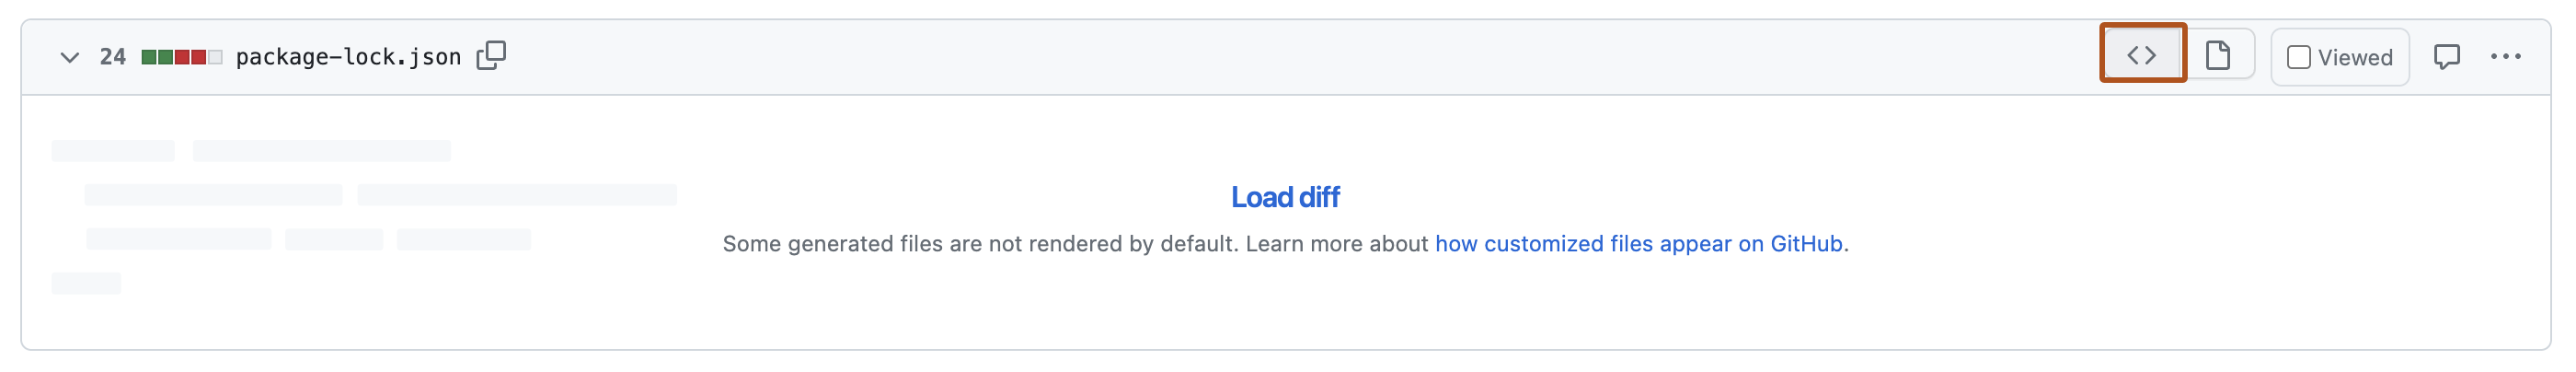 24 package-lock.json Viewed
Load diff
Some generated files are not rendered by default. Learn more about how customized files appear on GitHub.